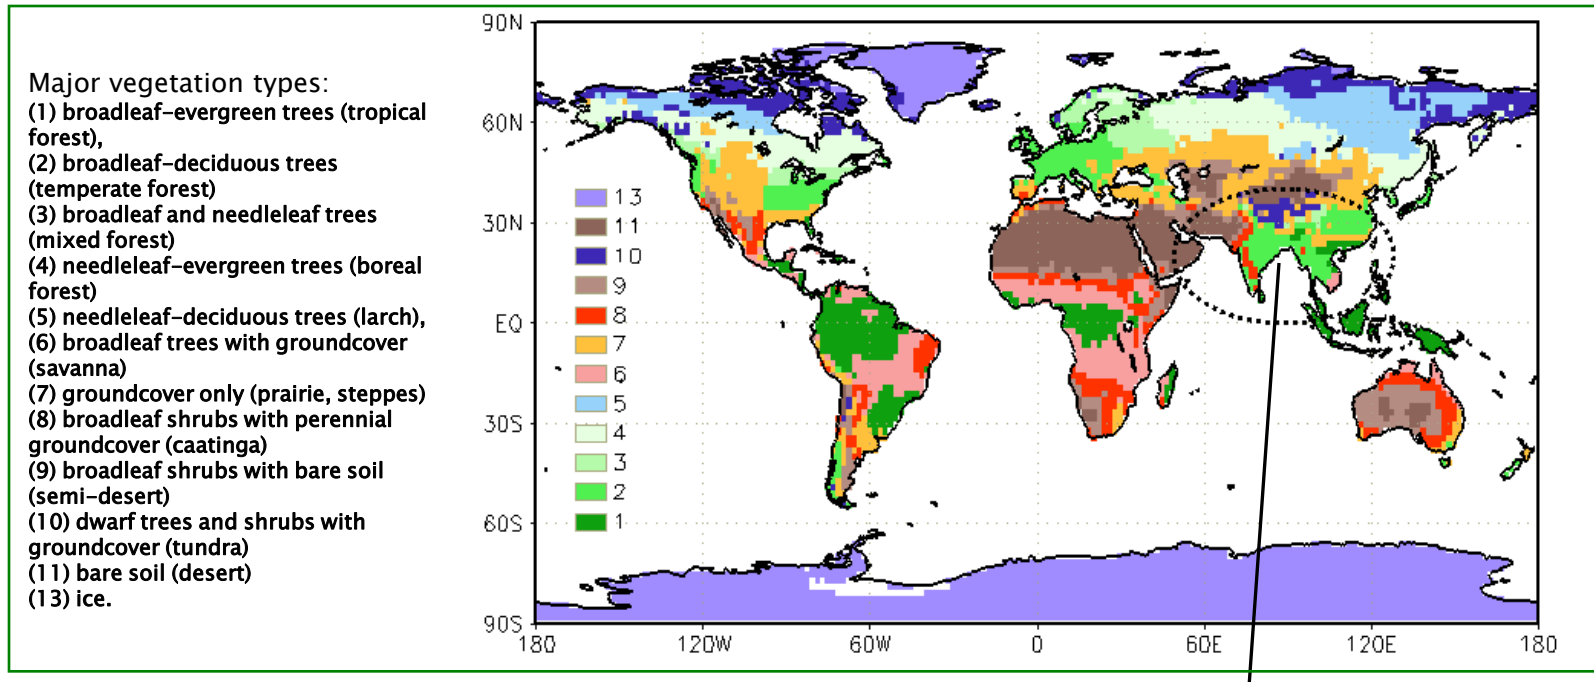 Major vegetation types:
(1) broadleaf-evergreen trees (tropical
forest),
(2) broadleaf-deciduous trees
(temperate forest)
(3) broadleaf and needleleaf trees
(mixed forest)
(4) needleleaf-evergreen trees (boreal
forest)
(5) needleleaf-deciduous trees (larch),
(6) broadleaf trees with groundcover
(savanna)
(7) groundcover only (prairie, steppes)
(8) broadleaf shrubs with perennial
groundcover (caatinga)
(9) broadleaf shrubs with bare soil
(semi-desert)
(10) dwarf trees and shrubs with
groundcover (tundra)
(11) bare soil (desert)
(13) ice.
90N
60N
30N
EQ
30S
60S
90S
13
11
10
9
8
7
6
5
4
3
2
1
180 120W 60W 0 60E 120E 180